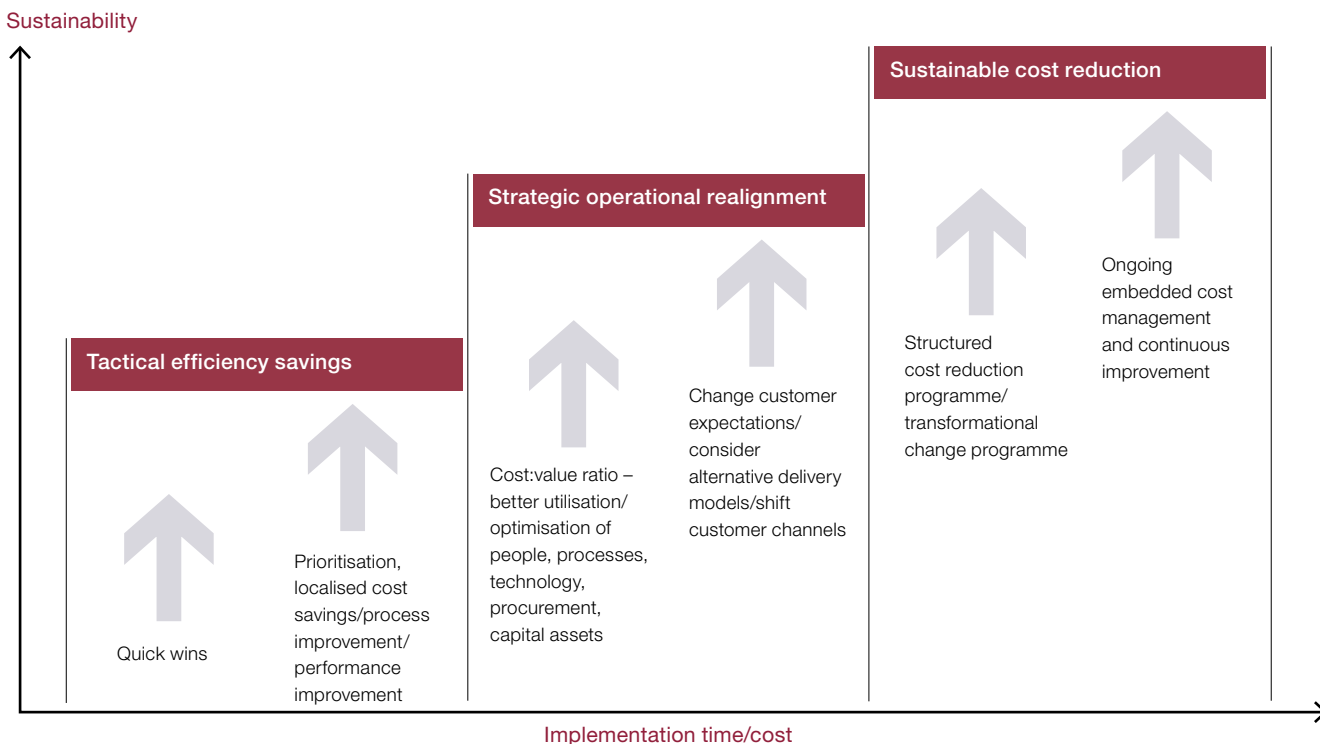 Sustainability
Sustainable cost reduction
Strategic operational realignment
Tactical efficiency savings
Quick wins
Prioritisation,
localised cost
savings/process
improvement/
performance
improvement
Cost:value ratio –
better utilisation/
optimisation of
people, processes,
technology,
procurement,
capital assets
Change customer
expectations/
consider
alternative delivery
models/shift
customer channels
Structured
cost reduction
programme/
transformational
change programme
Ongoing
embedded cost
management
and continuous
improvement
Implementation time/cost